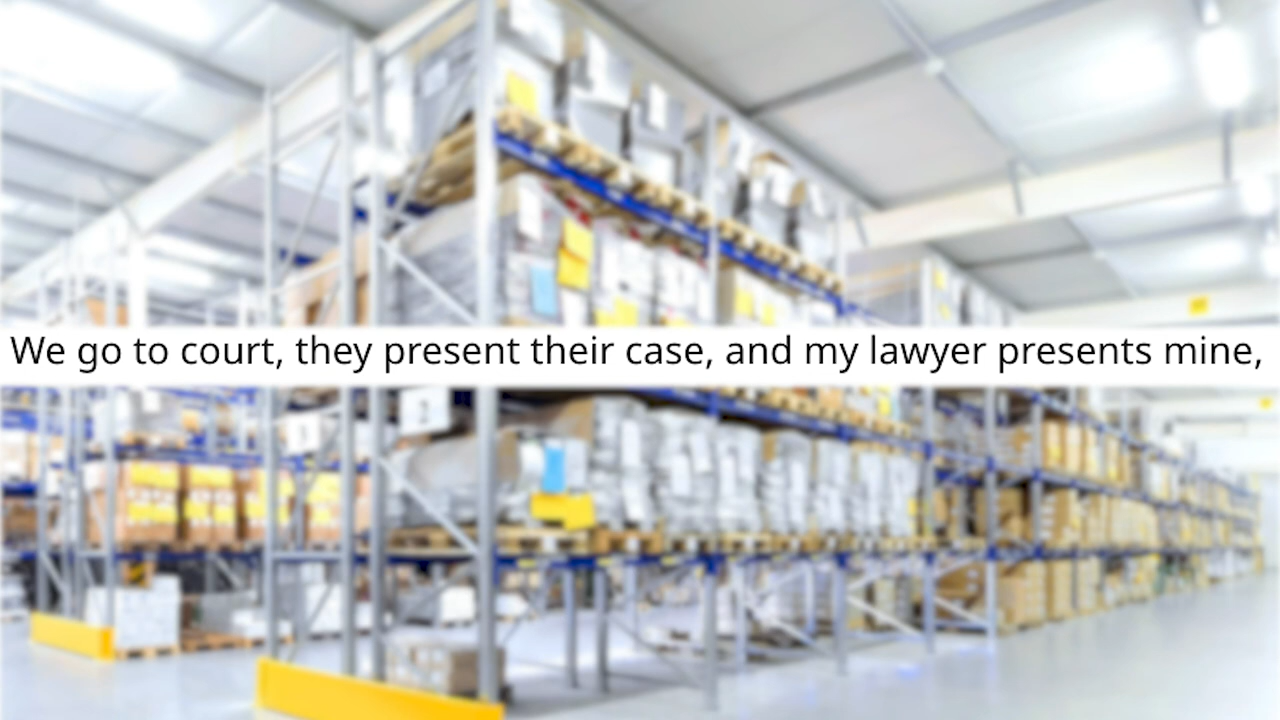 We go to court, they present their case, and my lawyer presents mine,